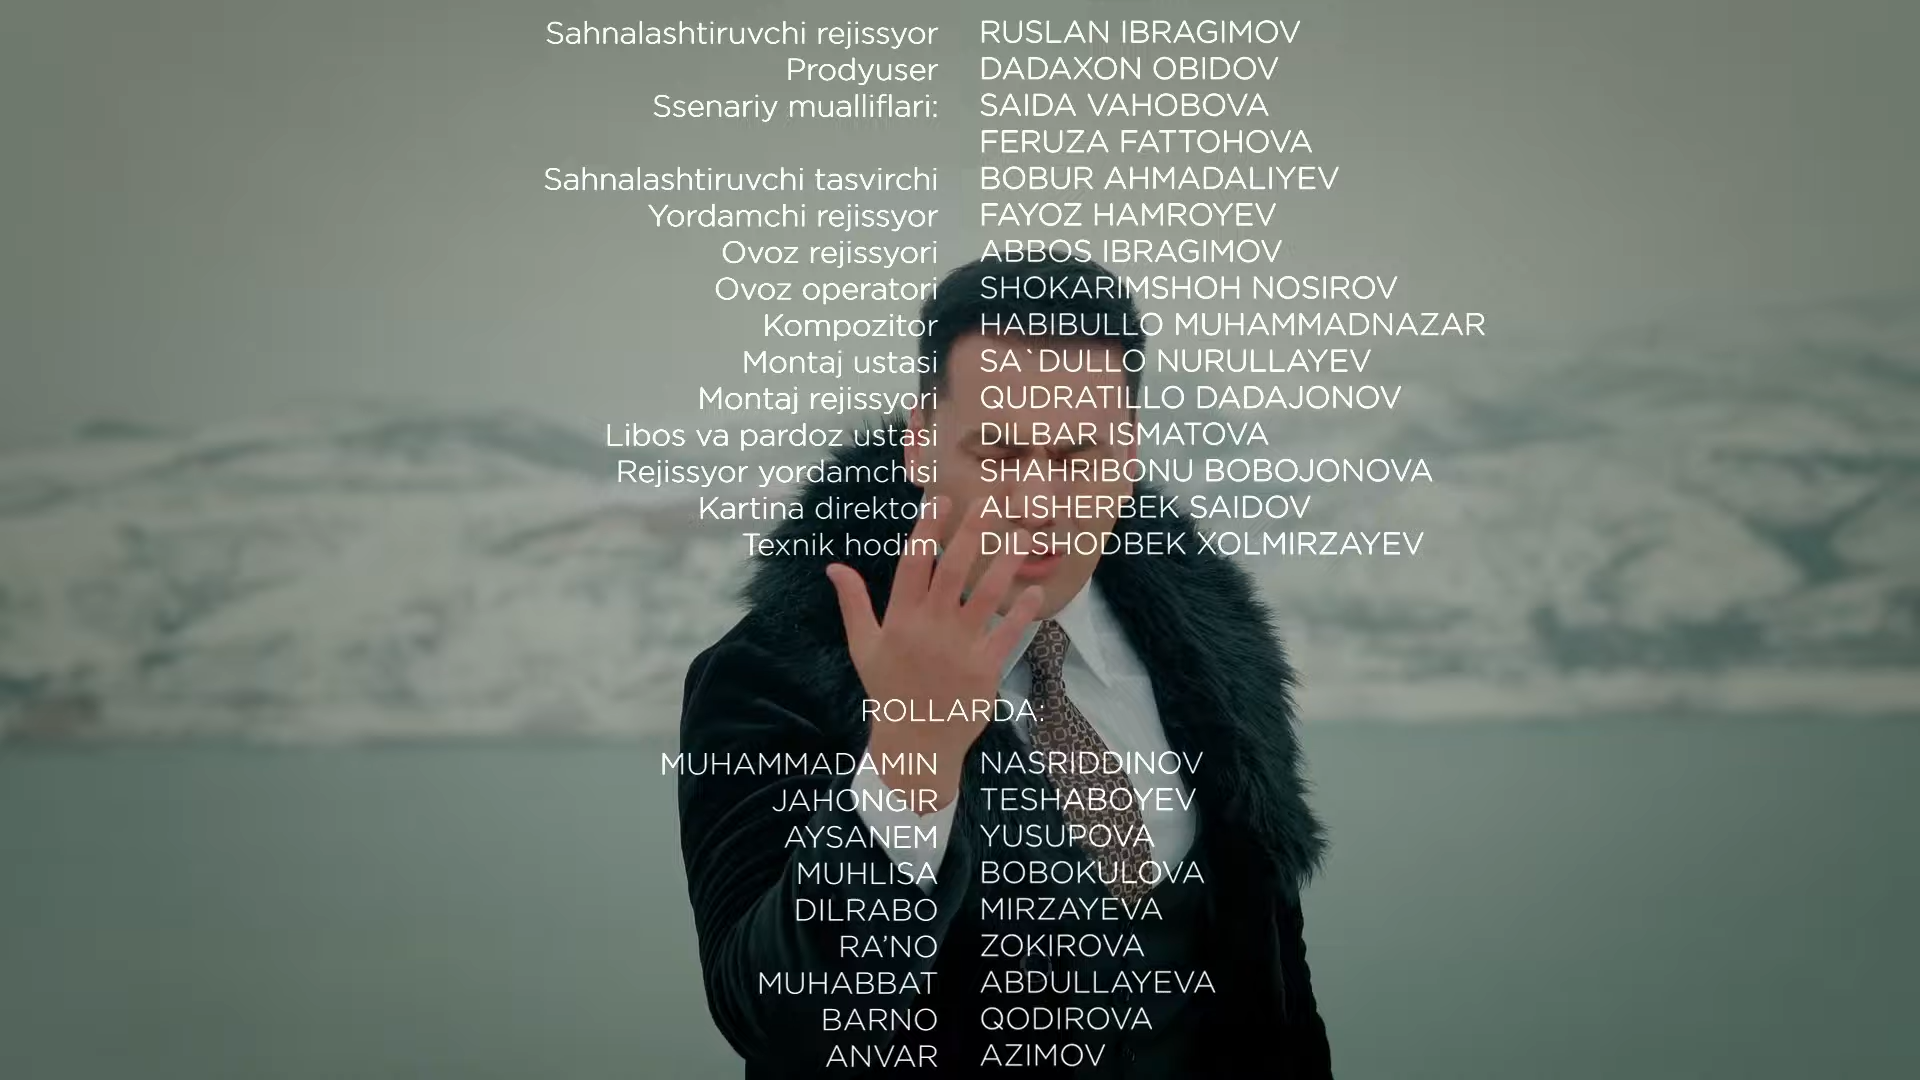 Sahnalashtiruvchi rejissyor RUSLAN IBRAGIMOV
Prodyuser DADAXON OBIDOV
Ssenariy mualliflari: SAIDA VAHOBOVA
FERUZA FATTOHOVA
Sahnalashtiruvchi tasvirchi BOBUR AHMADALIYEV
Yordamchi rejissyor FAYOZ HAMROYEV
Ovoz rejissyori ABBOS IBRAGIMOV
Ovoz operatori SHOKARIMSHOH NOSIROV
Kompozitor HABIBULLO MUHAMMADNAZAR
Montaj ustasi SA`DULLO NURULLAYEV
Montaj rejissyori QUDRATILLO DADAJONOV
Libos va pardoz ustasi DILBAR ISMATOVA
Rejissyor yordamchisi SHAHRIBONU BOBOJONOVA
Kartina direktori ALISHERBEK SAIDOV
Texnik hodim DILSHODBEK XOLMIRZAYEV
ROLLARDA:
MUHAMMADAMIN NASRIDDINOV
JAHONGIR TESHABOYEV
AYSANEM YUSUPOVA
MUHLISA BOBOKULOVA
DILRABO MIRZAYEVA
RA’NO ZOKIROVA
MUHABBAT ABDULLAYEVA
BARNO QODIROVA
ANVAR AZIMOV